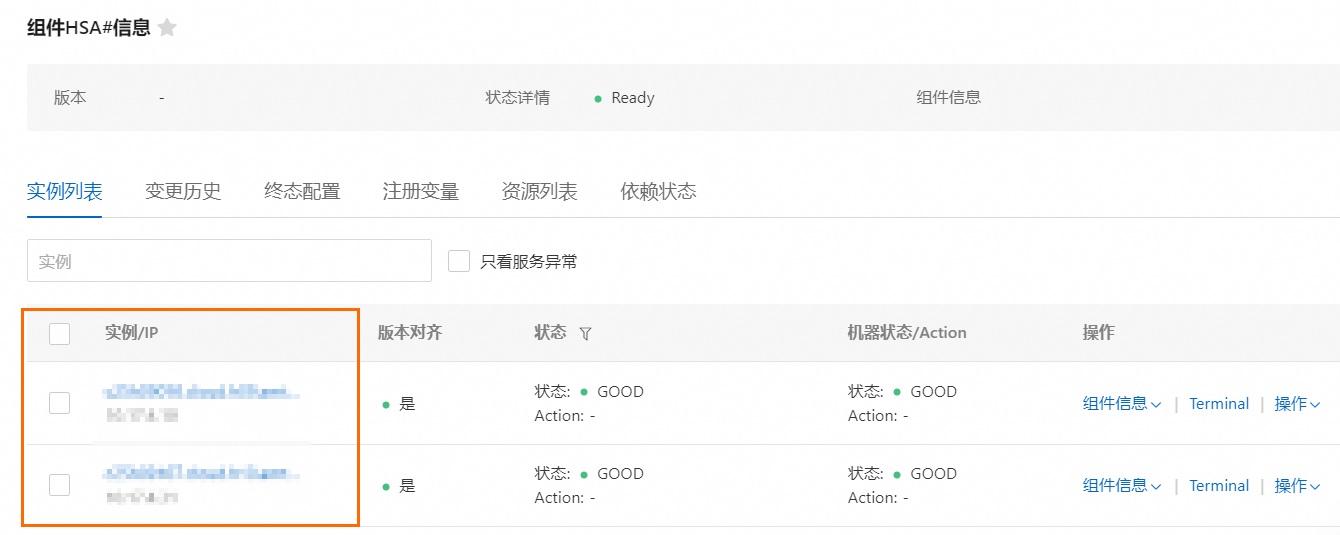 组件HSA#信息
版本 - 状态详情 Ready 组件信息
实例列表 变更历史 终态配置 注册变量 资源列表 依赖状态
实例 只看服务异常
实例/IP 版本对齐 状态 机器状态/Action 操作
是 状态: GOOD 状态: GOOD 组件信息 | Terminal | 操作
Action: - Action: -
是 状态: GOOD 状态: GOOD 组件信息 | Terminal | 操作
Action: - Action: -